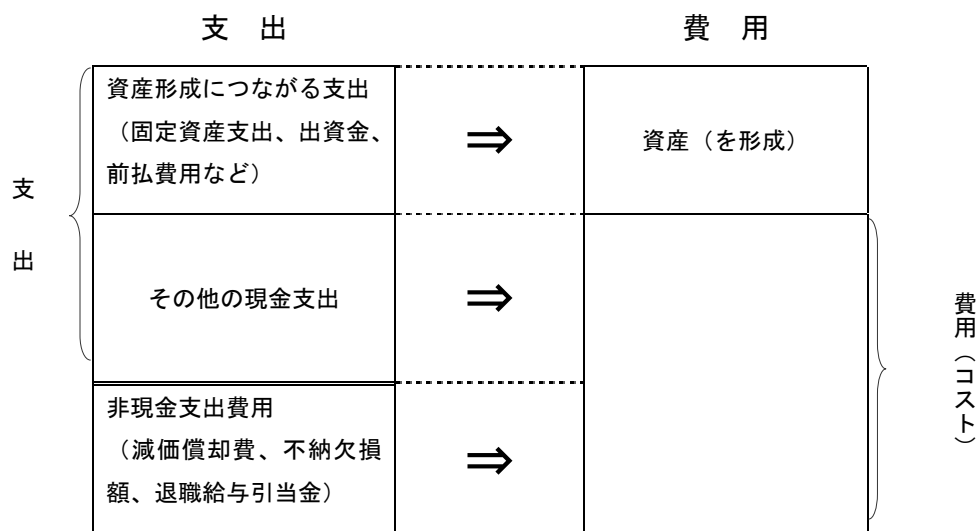 支　出
費　用
資産形成につながる支出
（固定資産支出、出資金、
前払費用など）
⇒
資産（を形成）
支
出
その他の現金支出
⇒
費用（コスト）
非現金支出費用
（減価償却費、不納欠損
額、退職給与引当金）
⇒